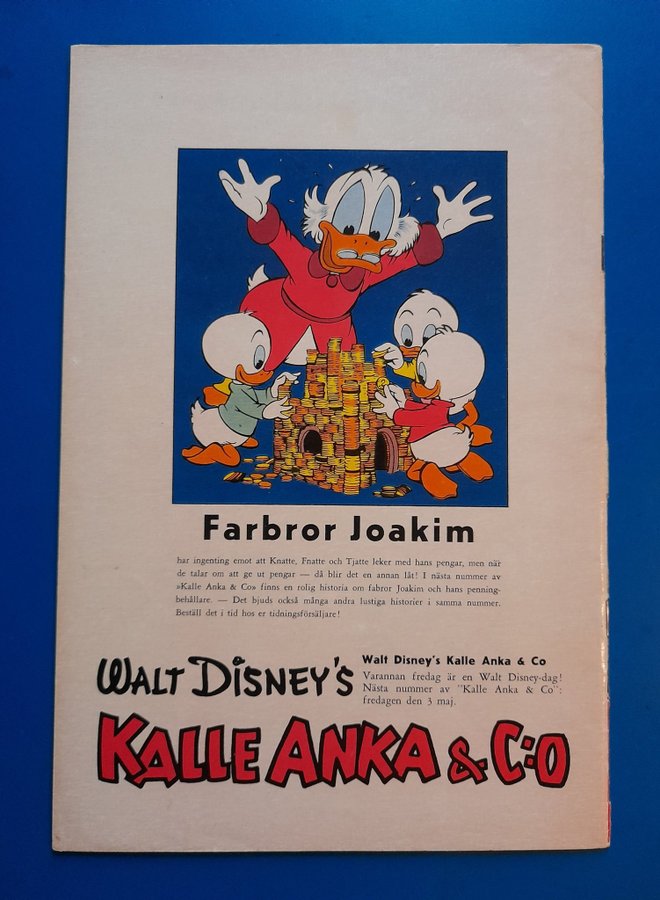 Farbror Joakim
har ingenting emot att Knatte, Fnatte och Tjatte leker med hans pengar, men när
de talar om att ge ut pengar — då blir det en annan låt! I nästa nummer av
»Kalle Anka & Co» finns en rolig historia om fabror Joakim och hans penning-
behållare. — Det bjuds också många andra lustiga historier i samma nummer.
Beställ det i tid hos er tidningsförsäljare!
WALT DISNEY'S
Walt Disney's Kalle Anka & Co
Varannan fredag är en Walt Disney-dag!
Nästa nummer av "Kalle Anka & Co":
fredagen den 3 maj.
KALLE ANKA & C:O